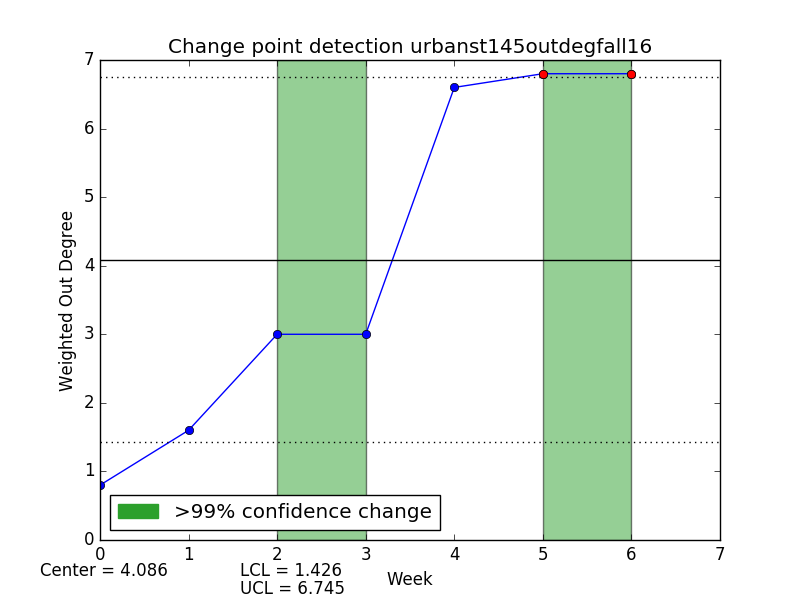 Change point detection urbanst145outdegfall16
7
6
5
4
3
2
1
0
Weighted Out Degree
>99% confidence change
0 1 2 3 4 5 6 7
Center = 4.086
LCL = 1.426
Week
UCL = 6.745